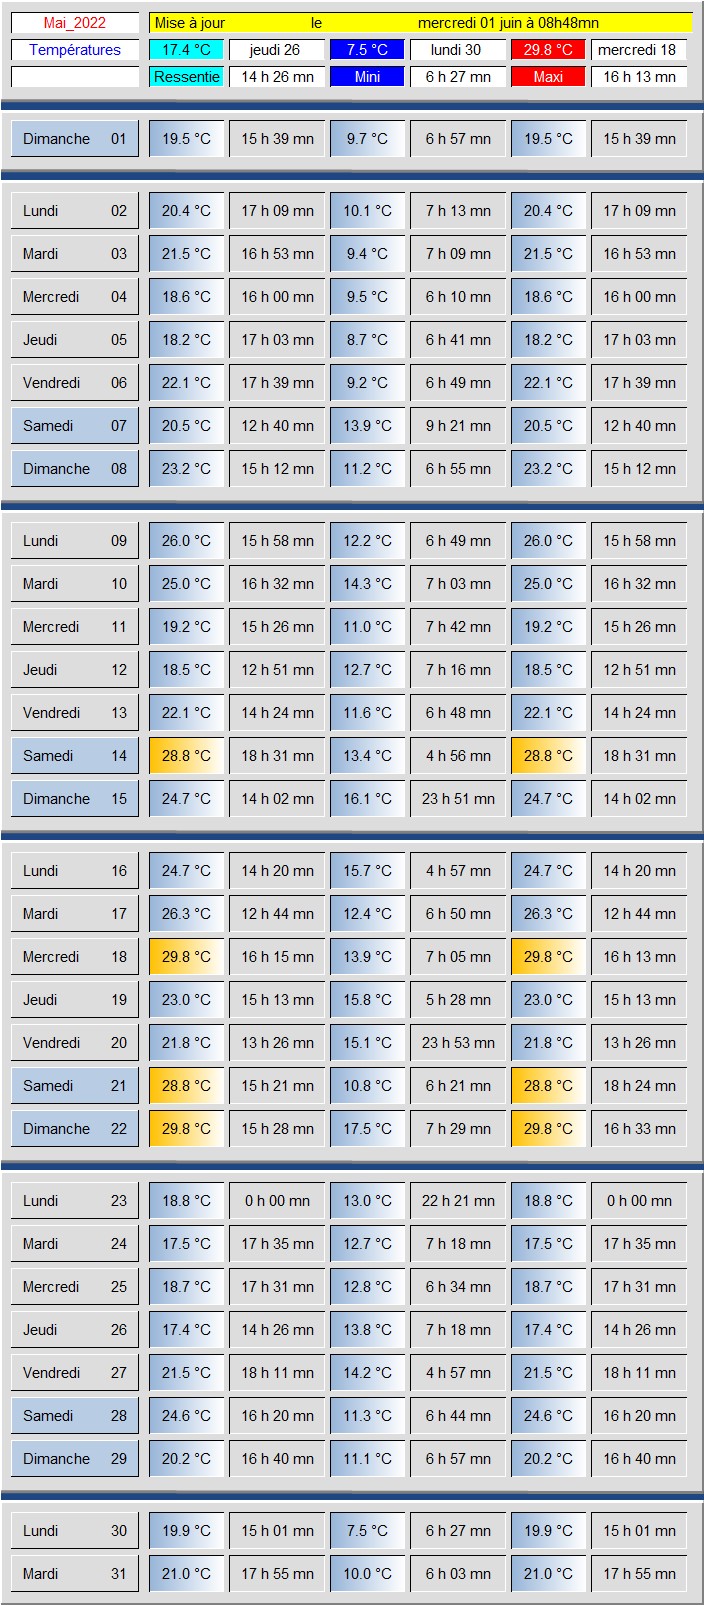 Mai_2022 Mise à jour le mercredi 01 juin à 08h48mn
Températures 17.4 °C jeudi 26 7.5 °C lundi 30 29.8 °C mercredi 18
Ressentie 14 h 26 mn Mini 6 h 27 mn Maxi 16 h 13 mn
Dimanche 01 19.5 °C 15 h 39 mn 9.7 °C 6 h 57 mn 19.5 °C 15 h 39 mn
Lundi 02 20.4 °C 17 h 09 mn 10.1 °C 7 h 13 mn 20.4 °C 17 h 09 mn
Mardi 03 21.5 °C 16 h 53 mn 9.4 °C 7 h 09 mn 21.5 °C 16 h 53 mn
Mercredi 04 18.6 °C 16 h 00 mn 9.5 °C 6 h 10 mn 18.6 °C 16 h 00 mn
Jeudi 05 18.2 °C 17 h 03 mn 8.7 °C 6 h 41 mn 18.2 °C 17 h 03 mn
Vendredi 06 22.1 °C 17 h 39 mn 9.2 °C 6 h 49 mn 22.1 °C 17 h 39 mn
Samedi 07 20.5 °C 12 h 40 mn 13.9 °C 9 h 21 mn 20.5 °C 12 h 40 mn
Dimanche 08 23.2 °C 15 h 12 mn 11.2 °C 6 h 55 mn 23.2 °C 15 h 12 mn
Lundi 09 26.0 °C 15 h 58 mn 12.2 °C 6 h 49 mn 26.0 °C 15 h 58 mn
Mardi 10 25.0 °C 16 h 32 mn 14.3 °C 7 h 03 mn 25.0 °C 16 h 32 mn
Mercredi 11 19.2 °C 15 h 26 mn 11.0 °C 7 h 42 mn 19.2 °C 15 h 26 mn
Jeudi 12 18.5 °C 12 h 51 mn 12.7 °C 7 h 16 mn 18.5 °C 12 h 51 mn
Vendredi 13 22.1 °C 14 h 24 mn 11.6 °C 6 h 48 mn 22.1 °C 14 h 24 mn
Samedi 14 28.8 °C 18 h 31 mn 13.4 °C 4 h 56 mn 28.8 °C 18 h 31 mn
Dimanche 15 24.7 °C 14 h 02 mn 16.1 °C 23 h 51 mn 24.7 °C 14 h 02 mn
Lundi 16 24.7 °C 14 h 20 mn 15.7 °C 4 h 57 mn 24.7 °C 14 h 20 mn
Mardi 17 26.3 °C 12 h 44 mn 12.4 °C 6 h 50 mn 26.3 °C 12 h 44 mn
Mercredi 18 29.8 °C 16 h 15 mn 13.9 °C 7 h 05 mn 29.8 °C 16 h 13 mn
Jeudi 19 23.0 °C 15 h 13 mn 15.8 °C 5 h 28 mn 23.0 °C 15 h 13 mn
Vendredi 20 21.8 °C 13 h 26 mn 15.1 °C 23 h 53 mn 21.8 °C 13 h 26 mn
Samedi 21 28.8 °C 15 h 21 mn 10.8 °C 6 h 21 mn 28.8 °C 18 h 24 mn
Dimanche 22 29.8 °C 15 h 28 mn 17.5 °C 7 h 29 mn 29.8 °C 16 h 33 mn
Lundi 23 18.8 °C 0 h 00 mn 13.0 °C 22 h 21 mn 18.8 °C 0 h 00 mn
Mardi 24 17.5 °C 17 h 35 mn 12.7 °C 7 h 18 mn 17.5 °C 17 h 35 mn
Mercredi 25 18.7 °C 17 h 31 mn 12.8 °C 6 h 34 mn 18.7 °C 17 h 31 mn
Jeudi 26 17.4 °C 14 h 26 mn 13.8 °C 7 h 18 mn 17.4 °C 14 h 26 mn
Vendredi 27 21.5 °C 18 h 11 mn 14.2 °C 4 h 57 mn 21.5 °C 18 h 11 mn
Samedi 28 24.6 °C 16 h 20 mn 11.3 °C 6 h 44 mn 24.6 °C 16 h 20 mn
Dimanche 29 20.2 °C 16 h 40 mn 11.1 °C 6 h 57 mn 20.2 °C 16 h 40 mn
Lundi 30 19.9 °C 15 h 01 mn 7.5 °C 6 h 27 mn 19.9 °C 15 h 01 mn
Mardi 31 21.0 °C 17 h 55 mn 10.0 °C 6 h 03 mn 21.0 °C 17 h 55 mn